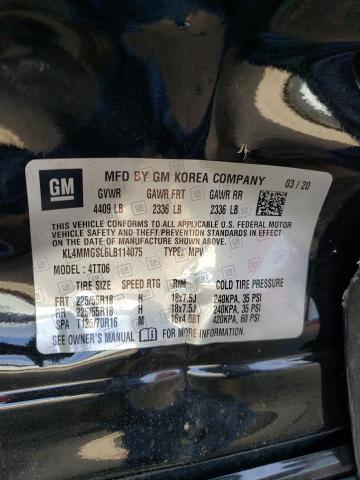 GM
MFD BY GM KOREA COMPANY 03/20
GVWR GAWR FRT GAWR RR
4409 LB 2336 LB 2336 LB
THIS VEHICLE CONFORMS TO ALL APPLICABLE U.S. FEDERAL MOTOR
VEHICLE SAFETY AND THEFT PREVENTION STANDARDS IN
EFFECT ON THE DATE OF MANUFACTURE SHOWN ABOVE.
KL4MMGSL6LB114075 TYPE: MPV
MODEL: 4TT06
TIRE SIZE SPEED RTG RIM COLD TIRE PRESSURE
FRT 225/55R18 H 18x7.5J 240KPA, 35 PSI
RR 225/55R18 H 18x7.5J 240KPA, 35 PSI
SPA T125/70R16 M 16x4.0BT 420KPA, 60 PSI
SEE OWNER'S MANUAL FOR MORE INFORMATION.